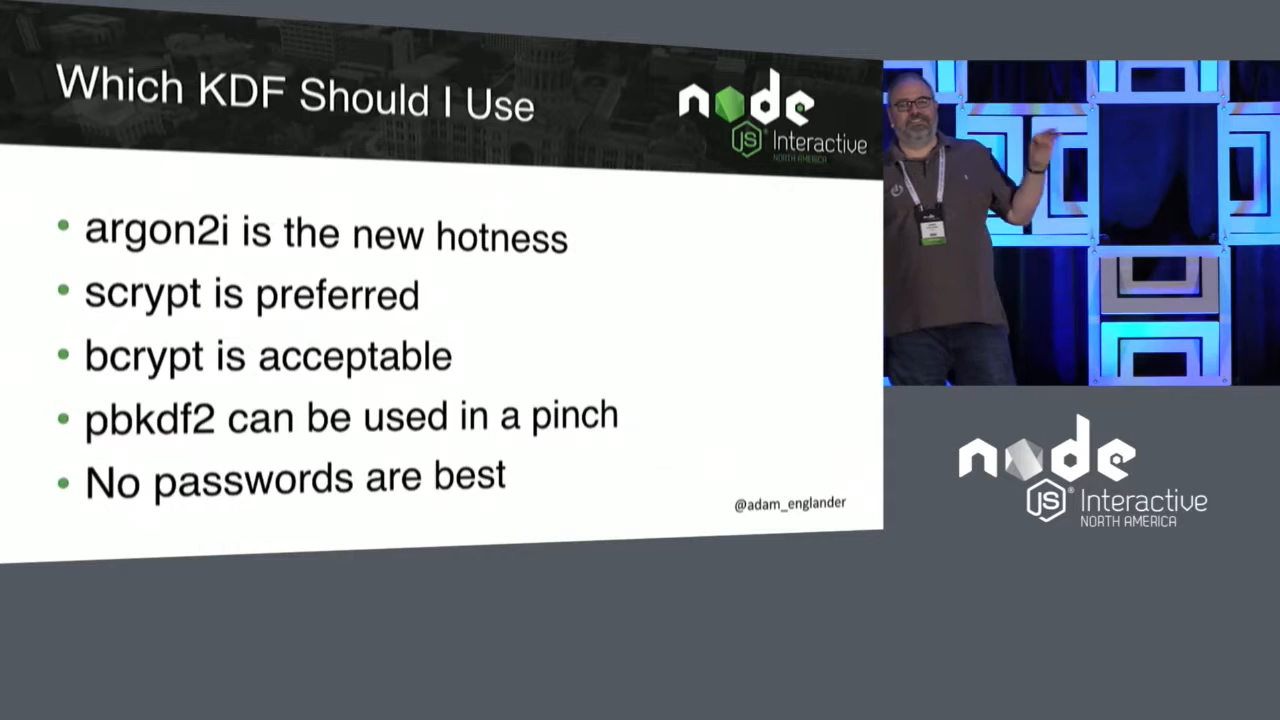 Which KDF Should I Use
node
JS
Interactive
NORTH AMERICA
• argon2i is the new hotness
• scrypt is preferred
• bcrypt is acceptable
• pbkdf2 can be used in a pinch
• No passwords are best
@adam_englander
node
JS
Interactive
NORTH AMERICA